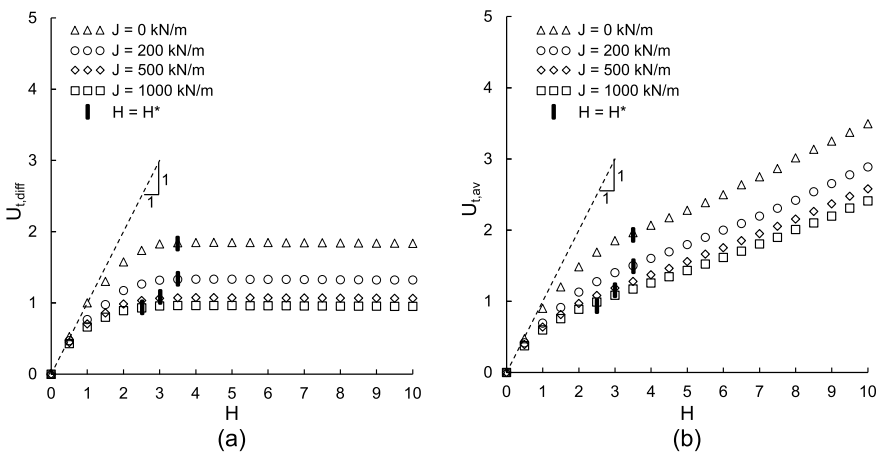 5
4
3
2
1
0
U_t,diff
△△△ J = 0 kN/m
○○○ J = 200 kN/m
◇◇◇ J = 500 kN/m
□□□ J = 1000 kN/m
H = H*
1
1
0 1 2 3 4 5 6 7 8 9 10
H
(a)
5
4
3
2
1
0
U_t,av
△△△ J = 0 kN/m
○○○ J = 200 kN/m
◇◇◇ J = 500 kN/m
□□□ J = 1000 kN/m
H = H*
1
1
0 1 2 3 4 5 6 7 8 9 10
H
(b)